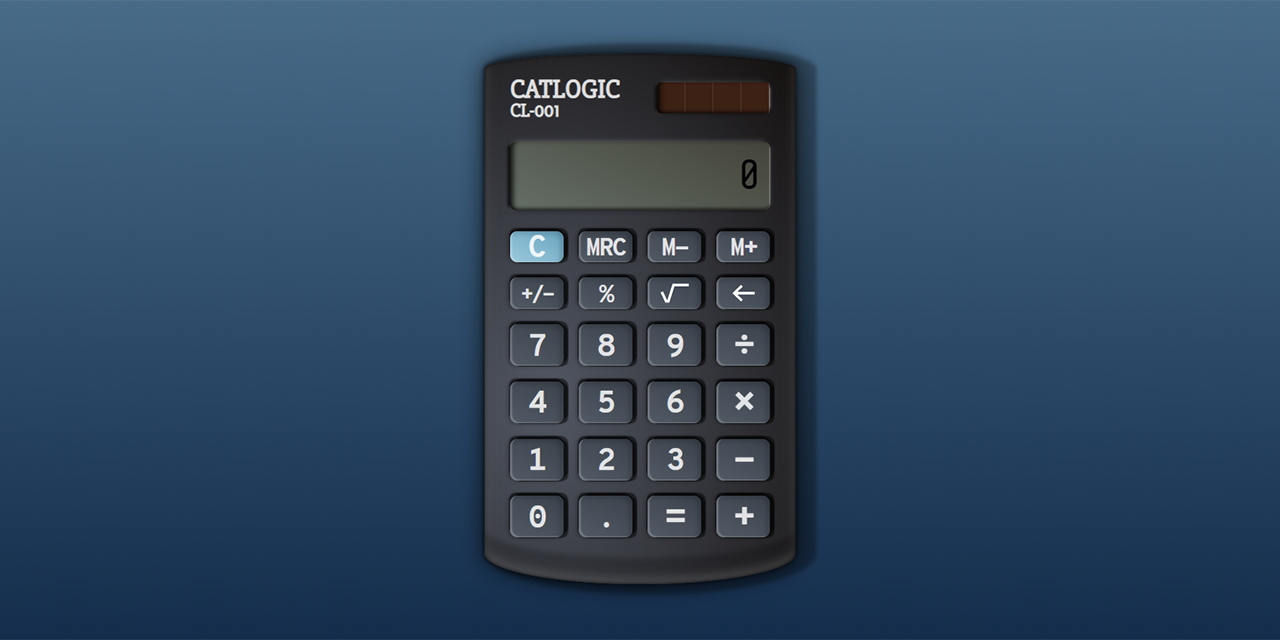 CATLOGIC
CL-001
0
C MRC M− M+
+/− % √ ←
7 8 9 ÷
4 5 6 ×
1 2 3 −
0 . = +